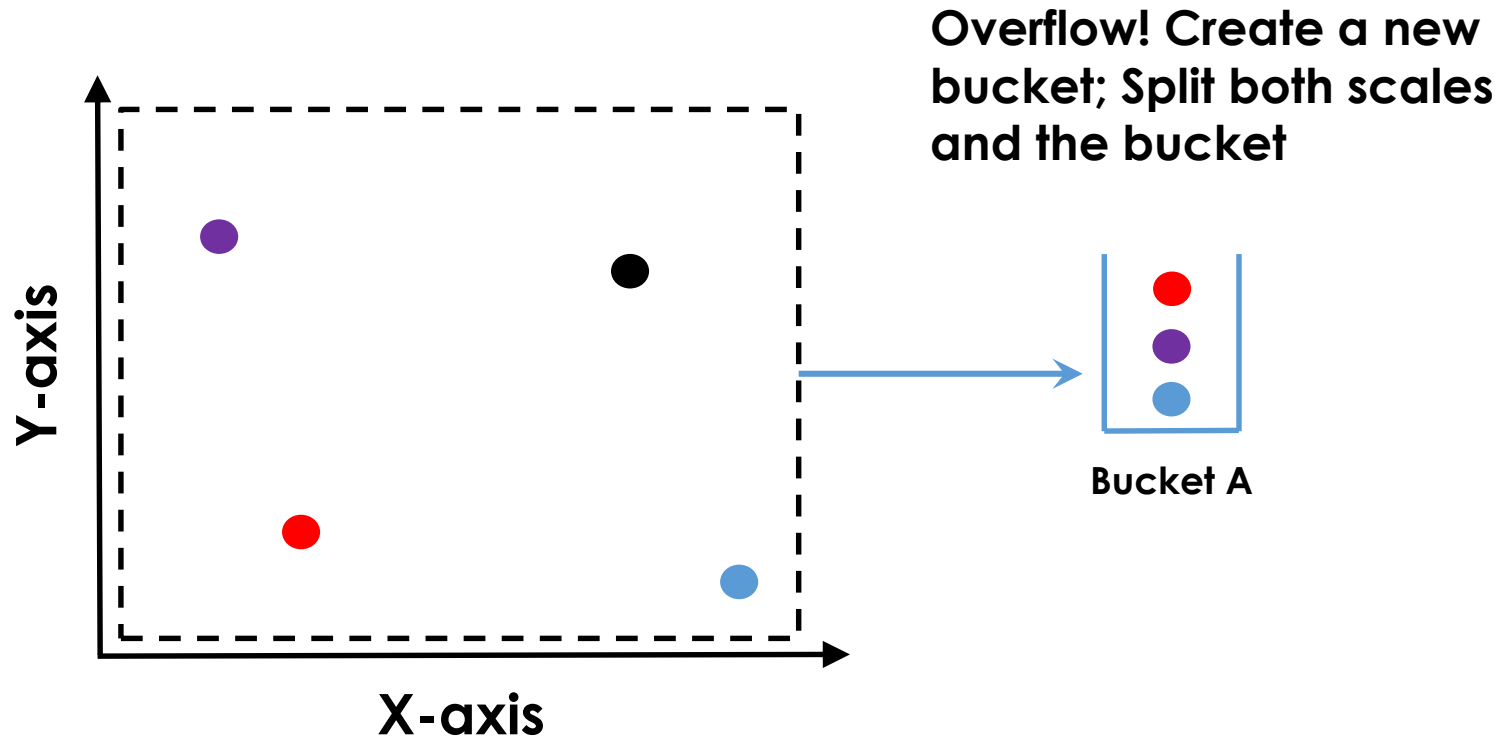 Overflow! Create a new
bucket; Split both scales
and the bucket
Y-axis
Bucket A
X-axis